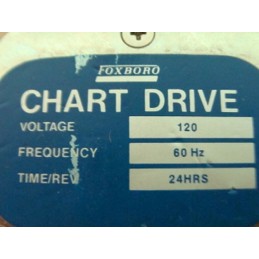 FOXBORO
CHART DRIVE
VOLTAGE 120
FREQUENCY 60 Hz
TIME/REV 24HRS